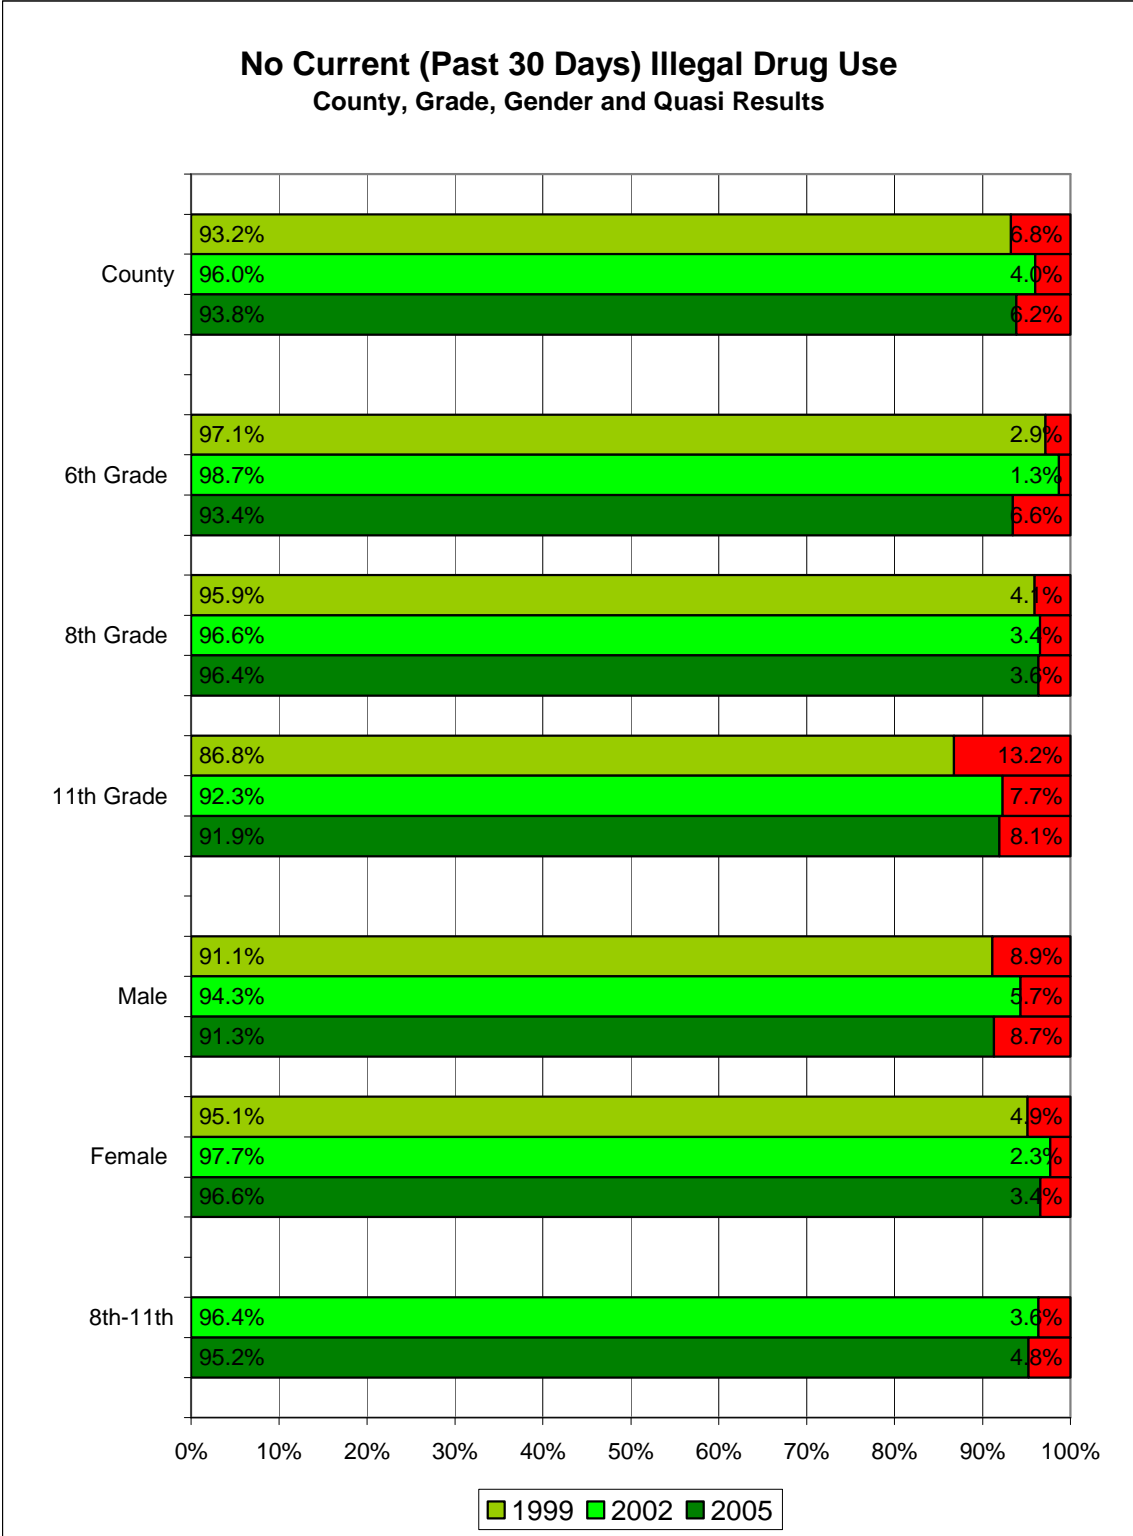 No Current (Past 30 Days) Illegal Drug Use
County, Grade, Gender and Quasi Results
93.2% 6.8%
County 96.0% 4.0%
93.8% 6.2%
97.1% 2.9%
6th Grade 98.7% 1.3%
93.4% 6.6%
95.9% 4.1%
8th Grade 96.6% 3.4%
96.4% 3.6%
86.8% 13.2%
11th Grade 92.3% 7.7%
91.9% 8.1%
91.1% 8.9%
Male 94.3% 5.7%
91.3% 8.7%
95.1% 4.9%
Female 97.7% 2.3%
96.6% 3.4%
8th-11th 96.4% 3.6%
95.2% 4.8%
0% 10% 20% 30% 40% 50% 60% 70% 80% 90% 100%
1999 2002 2005